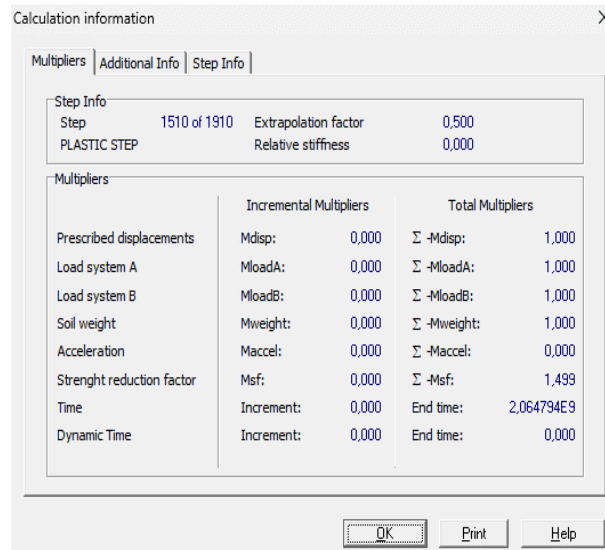 Calculation information
Multipliers Additional Info Step Info
Step Info
Step 1510 of 1910 Extrapolation factor 0,500
PLASTIC STEP Relative stiffness 0,000
Multipliers
Incremental Multipliers Total Multipliers
Prescribed displacements Mdisp: 0,000 Σ -Mdisp: 1,000
Load system A MloadA: 0,000 Σ -MloadA: 1,000
Load system B MloadB: 0,000 Σ -MloadB: 1,000
Soil weight Mweight: 0,000 Σ -Mweight: 1,000
Acceleration Maccel: 0,000 Σ -Maccel: 0,000
Strenght reduction factor Msf: 0,000 Σ -Msf: 1,499
Time Increment: 0,000 End time: 2,064794E9
Dynamic Time Increment: 0,000 End time: 0,000
OK Print Help